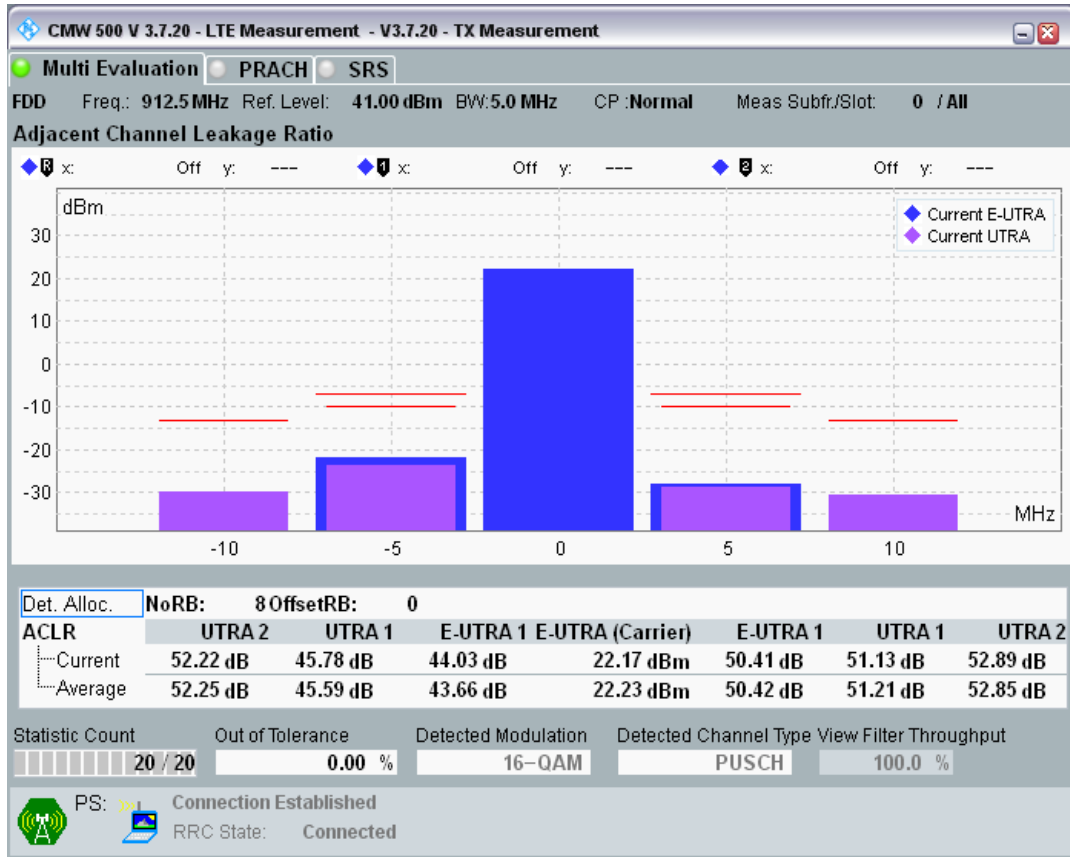 CMW 500 V 3.7.20 - LTE Measurement - V3.7.20 - TX Measurement
Multi Evaluation PRACH SRS
FDD Freq.: 912.5 MHz Ref. Level: 41.00 dBm BW: 5.0 MHz CP :Normal Meas Subfr./Slot: 0 / All
Adjacent Channel Leakage Ratio
R x: Off y: --- 1 x: Off y: --- 2 x: Off y: ---
dBm
Current E-UTRA
Current UTRA
30
20
10
0
-10
-20
-30
MHz
-10 -5 0 5 10
Det. Alloc. NoRB: 8 OffsetRB: 0
ACLR UTRA 2 UTRA 1 E-UTRA 1 E-UTRA (Carrier) E-UTRA 1 UTRA 1 UTRA 2
Current 52.22 dB 45.78 dB 44.03 dB 22.17 dBm 50.41 dB 51.13 dB 52.89 dB
Average 52.25 dB 45.59 dB 43.66 dB 22.23 dBm 50.42 dB 51.21 dB 52.85 dB
Statistic Count Out of Tolerance Detected Modulation Detected Channel Type View Filter Throughput
20 / 20 0.00 % 16-QAM PUSCH 100.0 %
PS: Connection Established
RRC State: Connected